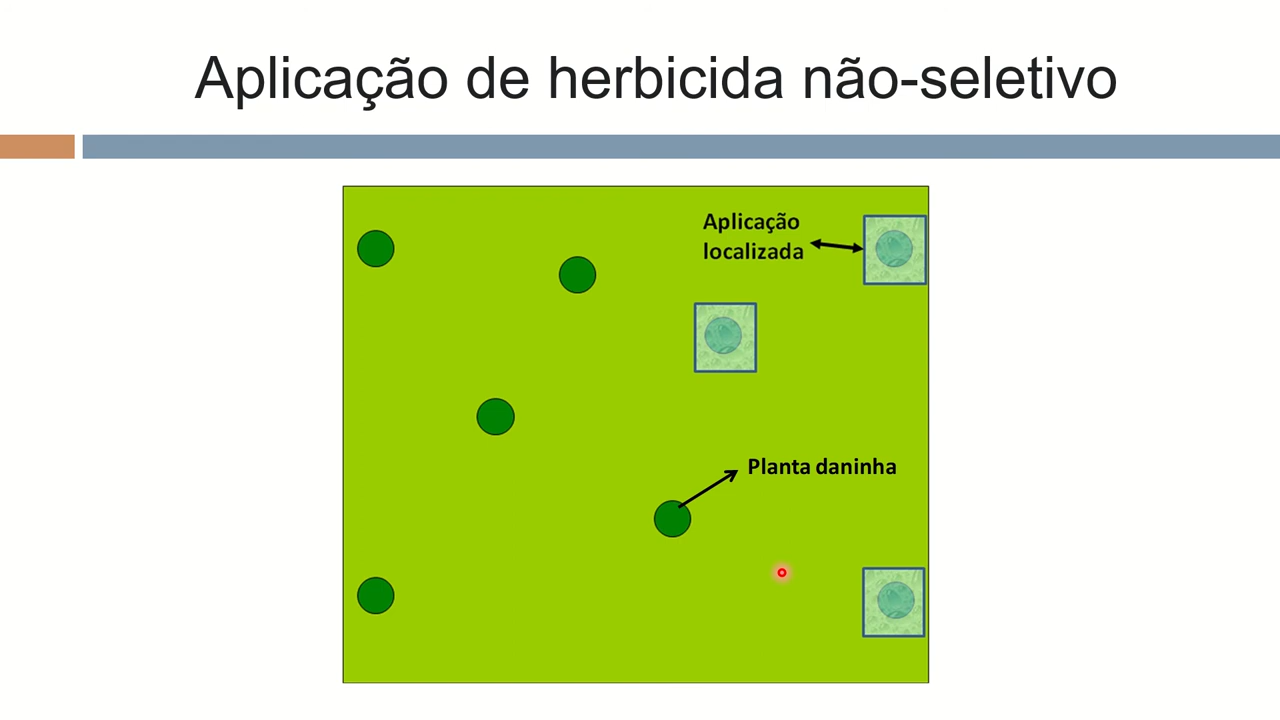 Aplicação de herbicida não-seletivo
Aplicação
localizada
Planta daninha